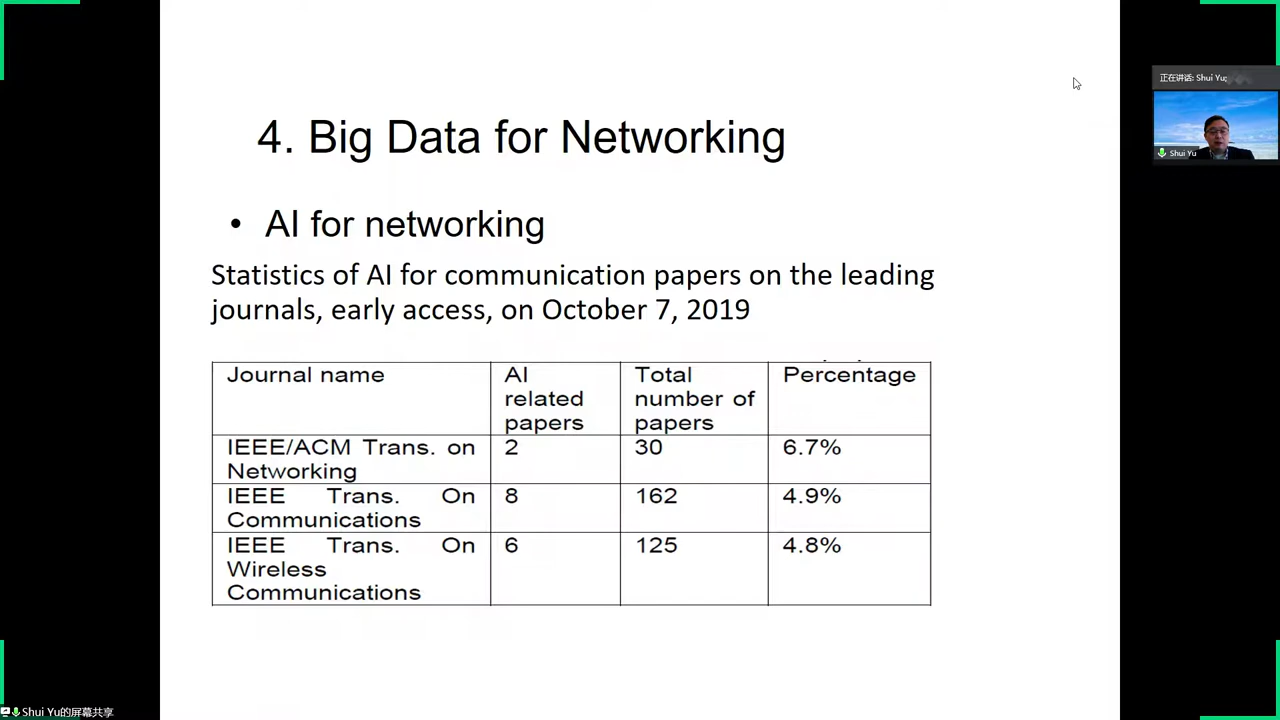 4. Big Data for Networking
• AI for networking
Statistics of AI for communication papers on the leading
journals, early access, on October 7, 2019
Journal name
AI
related
papers
Total
number of
papers
Percentage
IEEE/ACM Trans. on
Networking
2
30
6.7%
IEEE Trans. On
Communications
8
162
4.9%
IEEE Trans. On
Wireless
Communications
6
125
4.8%
正在讲话: Shui Yu;
Shui Yu
Shui Yu的屏幕共享